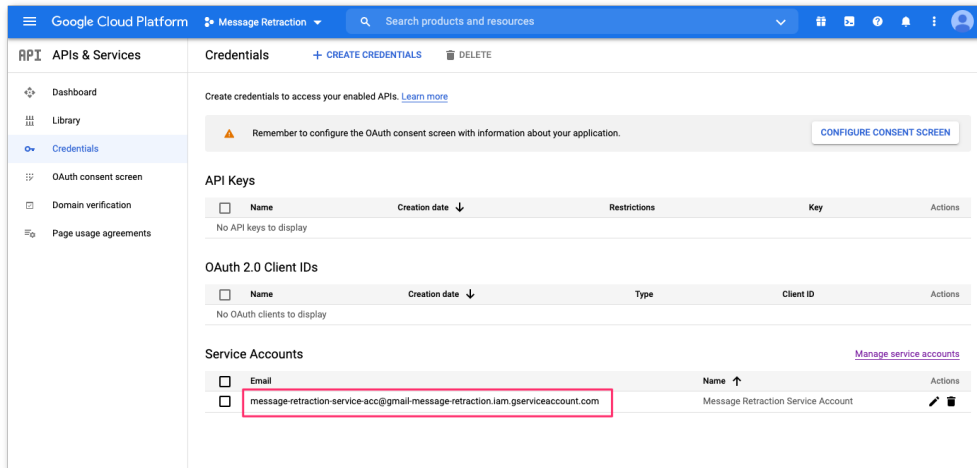 Google Cloud Platform Message Retraction Search products and resources
API APIs & Services Credentials + CREATE CREDENTIALS DELETE
Dashboard
Library
Credentials
OAuth consent screen
Domain verification
Page usage agreements
Create credentials to access your enabled APIs. Learn more
Remember to configure the OAuth consent screen with information about your application. CONFIGURE CONSENT SCREEN
API Keys
Name Creation date Restrictions Key Actions
No API keys to display
OAuth 2.0 Client IDs
Name Creation date Type Client ID Actions
No OAuth clients to display
Service Accounts Manage service accounts
Email Name Actions
message-retraction-service-acc@gmail-message-retraction.iam.gserviceaccount.com Message Retraction Service Account